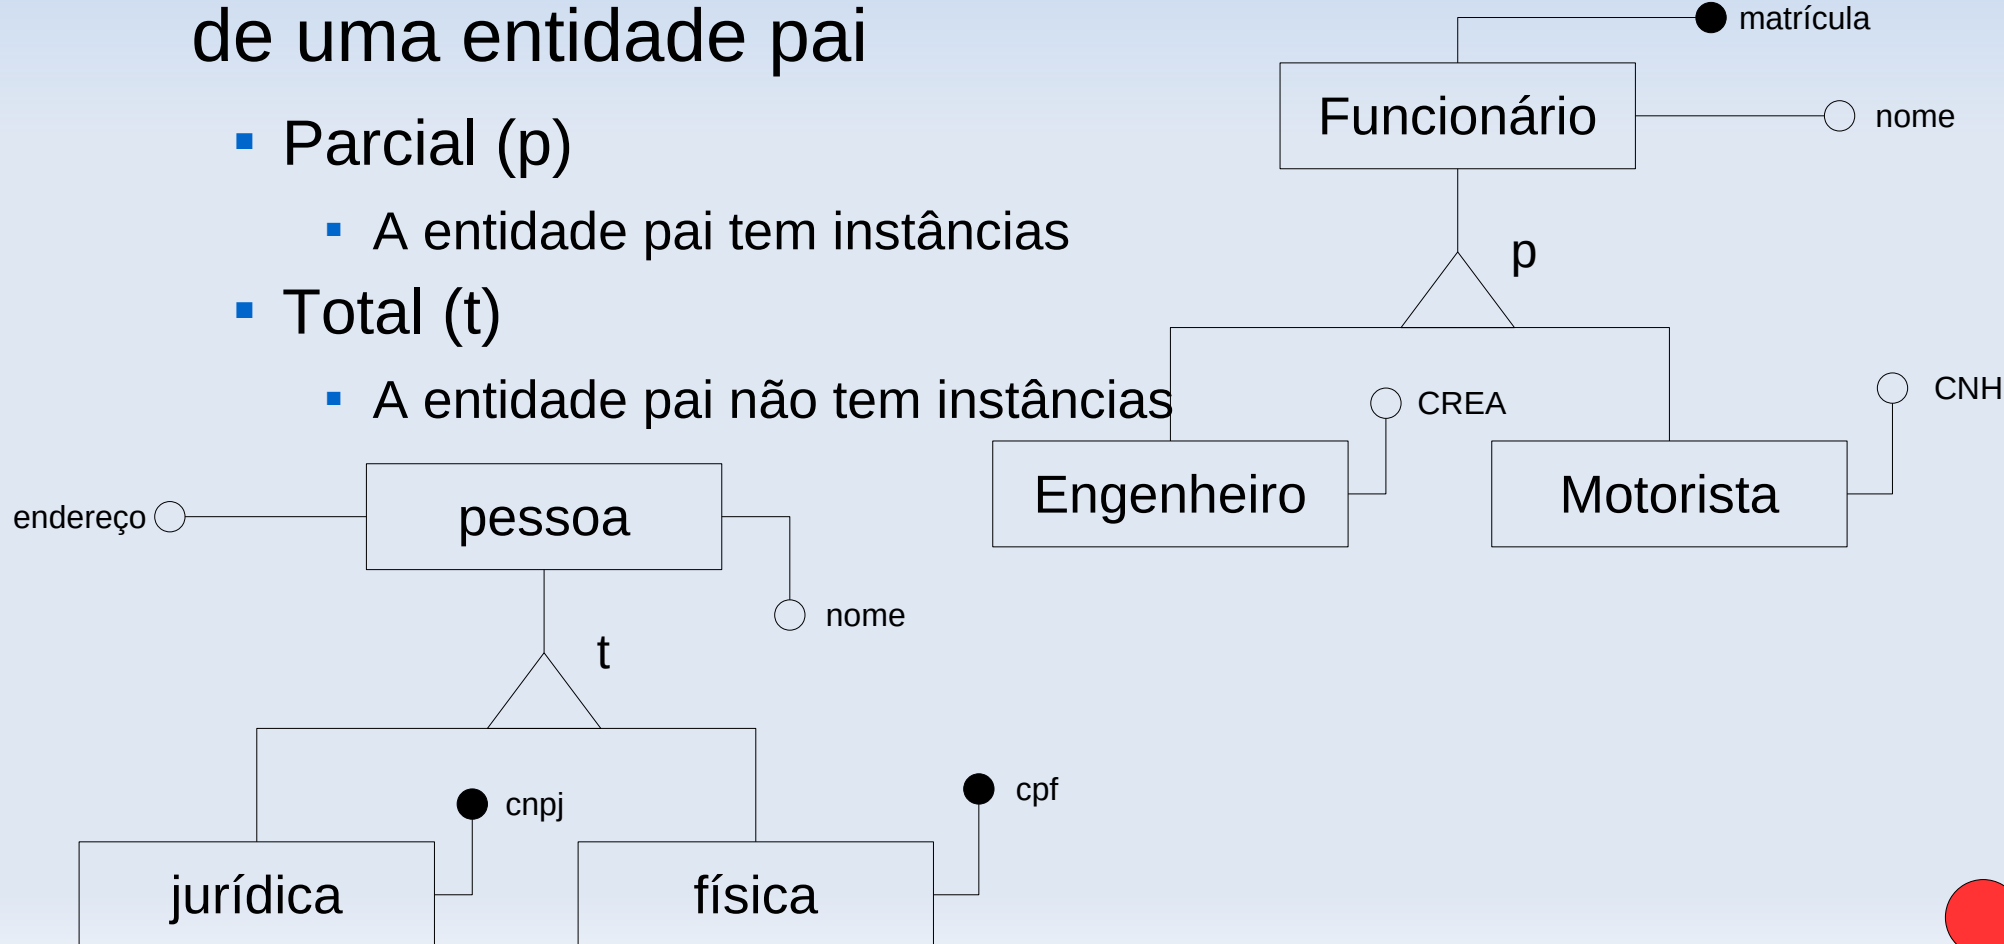 de uma entidade pai
Parcial (p)
A entidade pai tem instâncias
Total (t)
A entidade pai não tem instâncias
matrícula
Funcionário
nome
p
CREA
CNH
Engenheiro
Motorista
endereço
pessoa
nome
t
cnpj
cpf
jurídica
física